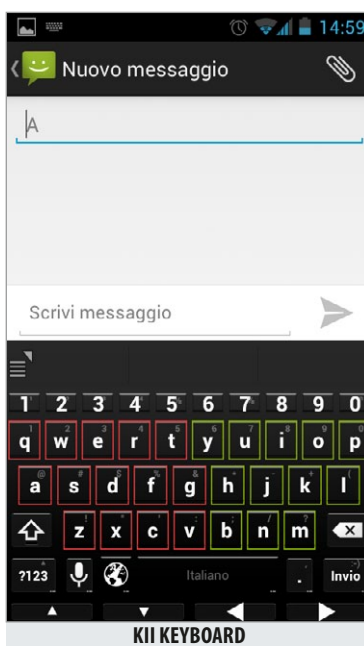 14:59
Nuovo messaggio
A
Scrivi messaggio
1 2 3 4 5 6 7 8 9 0
q w e r t y u i o p
a s d f g h j k l
z x c v b n m
?123 Italiano . Invio
KII KEYBOARD